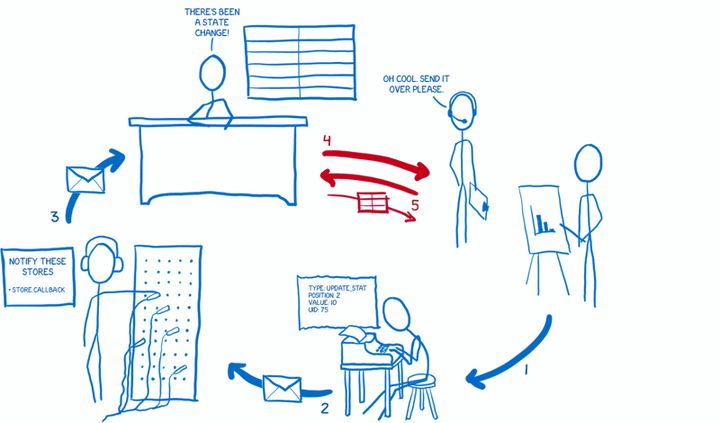 THERE'S BEEN
A STATE
CHANGE!
OH COOL. SEND IT
OVER PLEASE.
4
5
3
NOTIFY THESE
STORES
• STORE.CALLBACK
TYPE: UPDATE_STAT
POSITION: 2
VALUE: 10
UID: 75
1
2